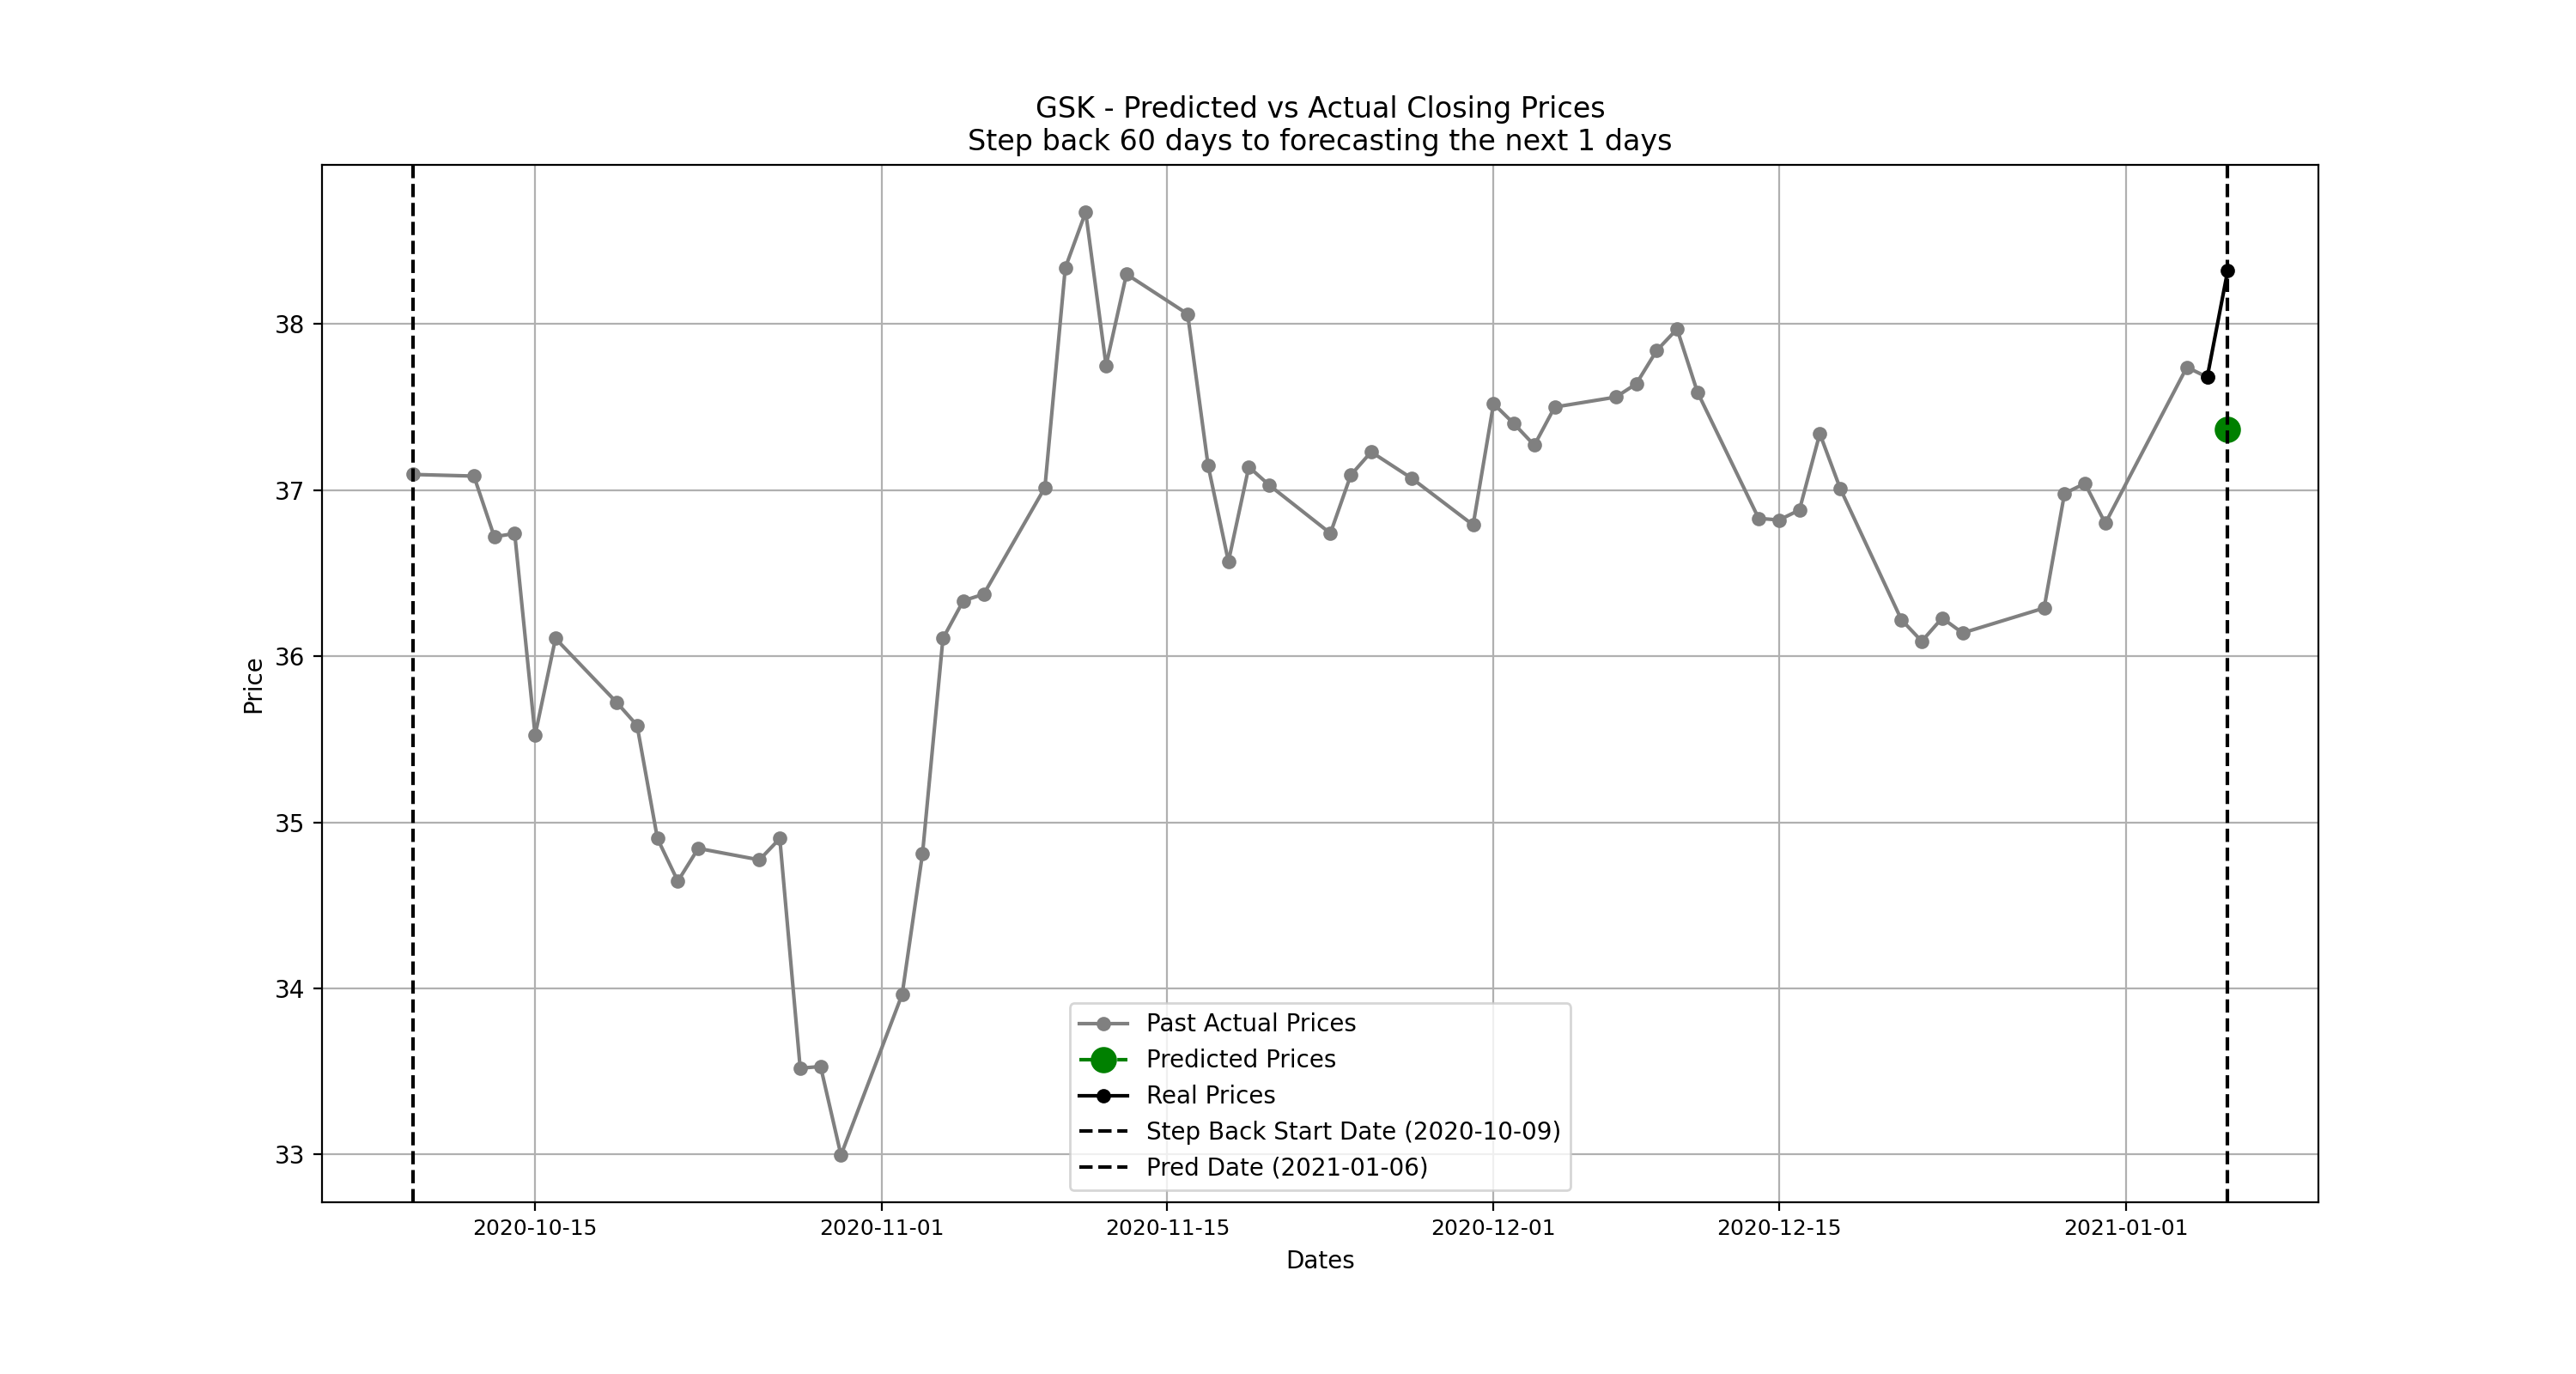 GSK - Predicted vs Actual Closing Prices
Step back 60 days to forecasting the next 1 days
Price
38
37
36
35
34
33
Past Actual Prices
Predicted Prices
Real Prices
Step Back Start Date (2020-10-09)
Pred Date (2021-01-06)
2020-10-15
2020-11-01
2020-11-15
2020-12-01
2020-12-15
2021-01-01
Dates